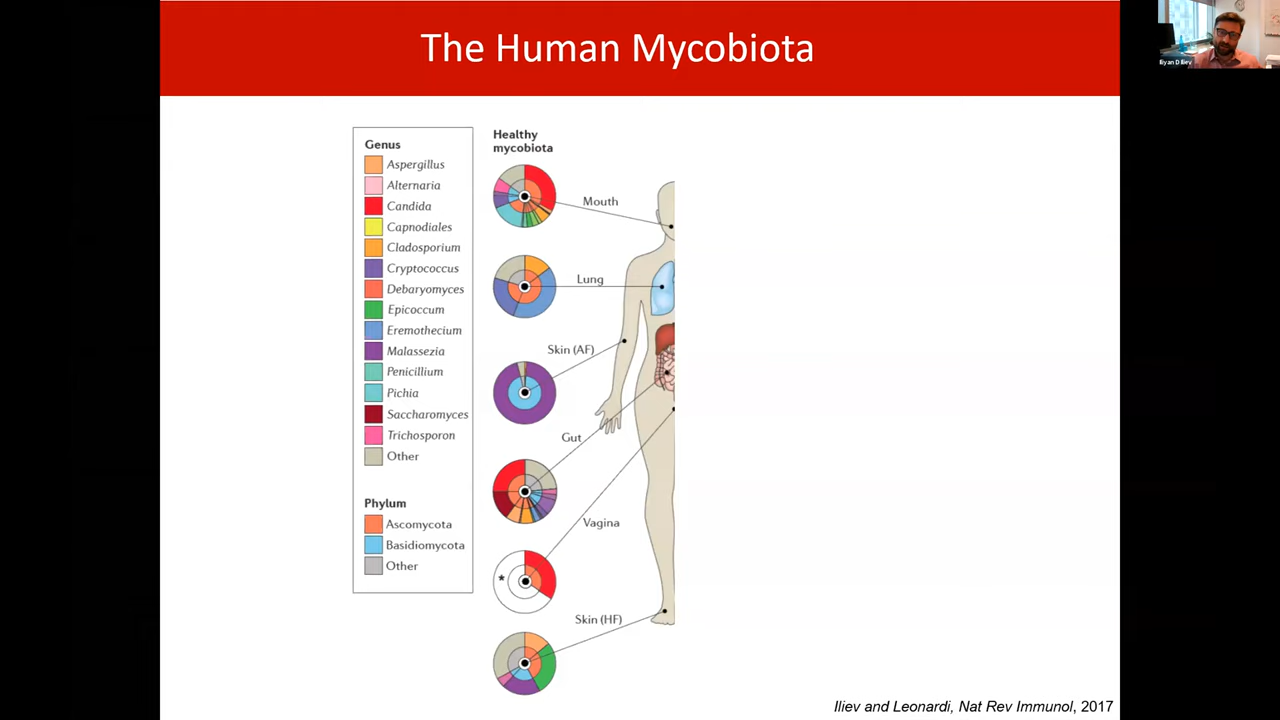 The Human Mycobiota
Iliyan D Iliev
Genus
Aspergillus
Alternaria
Candida
Capnodiales
Cladosporium
Cryptococcus
Debaryomyces
Epicoccum
Eremothecium
Malassezia
Penicillium
Pichia
Saccharomyces
Trichosporon
Other
Phylum
Ascomycota
Basidiomycota
Other
Healthy
mycobiota
Mouth
Lung
Skin (AF)
Gut
Vagina
*
Skin (HF)
Iliev and Leonardi, Nat Rev Immunol, 2017